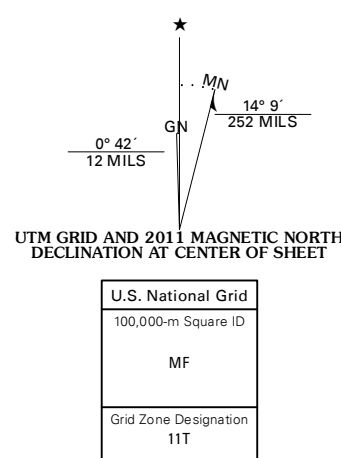 ★
MN
GN
14° 9´
252 MILS
0° 42´
12 MILS
UTM GRID AND 2011 MAGNETIC NORTH
DECLINATION AT CENTER OF SHEET
U.S. National Grid
100,000-m Square ID
MF
Grid Zone Designation
11T